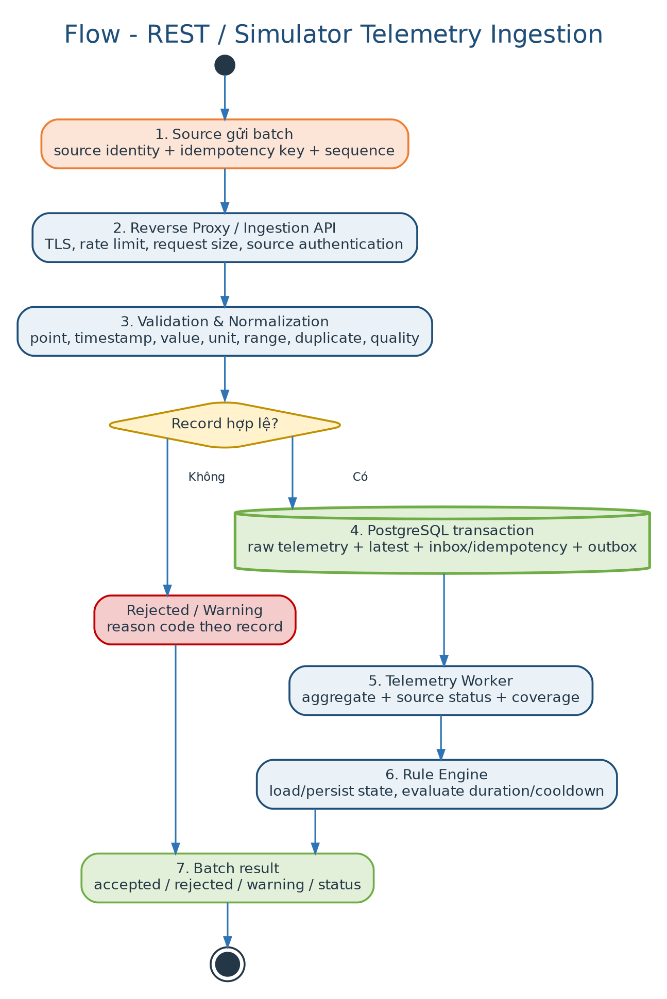 Flow - REST / Simulator Telemetry Ingestion
1. Source gửi batch
source identity + idempotency key + sequence
2. Reverse Proxy / Ingestion API
TLS, rate limit, request size, source authentication
3. Validation & Normalization
point, timestamp, value, unit, range, duplicate, quality
Record hợp lệ?
Không
Có
4. PostgreSQL transaction
raw telemetry + latest + inbox/idempotency + outbox
Rejected / Warning
reason code theo record
5. Telemetry Worker
aggregate + source status + coverage
6. Rule Engine
load/persist state, evaluate duration/cooldown
7. Batch result
accepted / rejected / warning / status